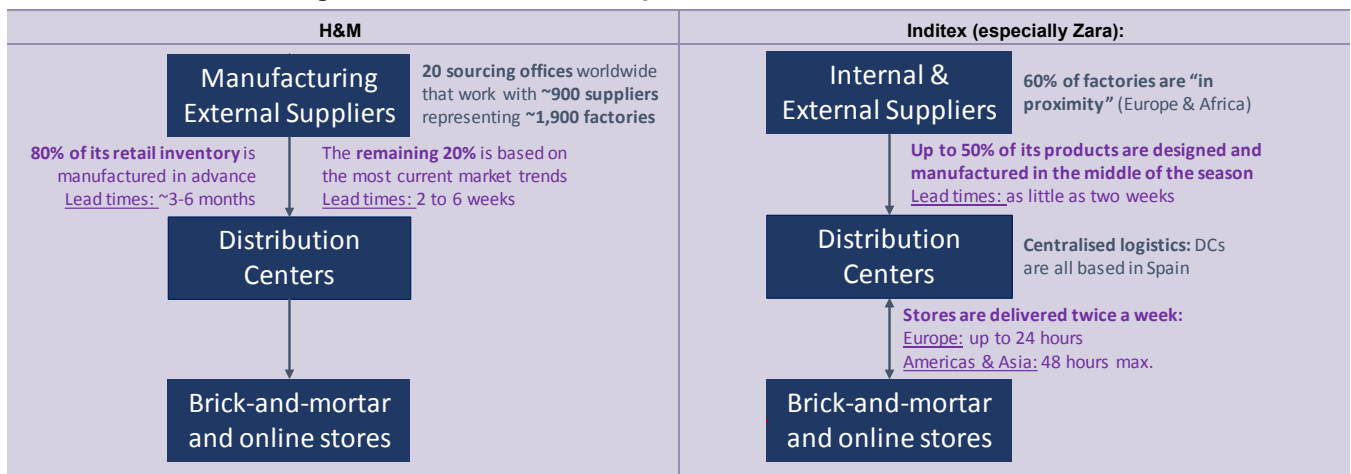 H&M
Manufacturing
External Suppliers
20 sourcing offices worldwide
that work with ~900 suppliers
representing ~1,900 factories
80% of its retail inventory is
manufactured in advance
Lead times: ~3-6 months
The remaining 20% is based on
the most current market trends
Lead times: 2 to 6 weeks
Distribution
Centers
Brick-and-mortar
and online stores
Inditex (especially Zara):
Internal &
External Suppliers
60% of factories are “in
proximity” (Europe & Africa)
Up to 50% of its products are designed and
manufactured in the middle of the season
Lead times: as little as two weeks
Distribution
Centers
Centralised logistics: DCs
are all based in Spain
Stores are delivered twice a week:
Europe: up to 24 hours
Americas & Asia: 48 hours max.
Brick-and-mortar
and online stores